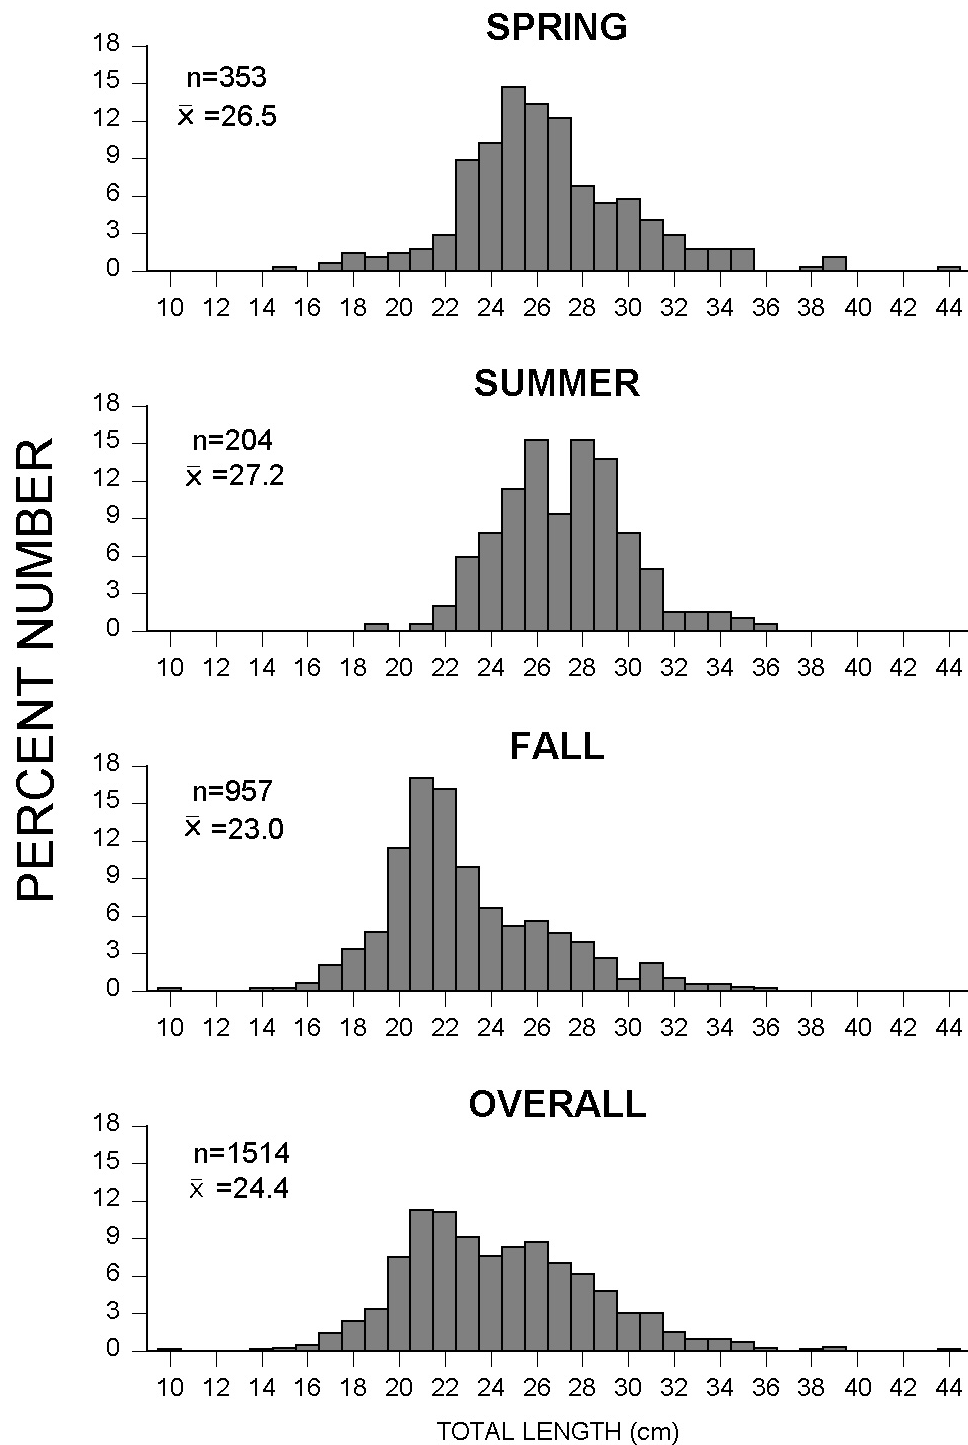 SPRING
18
15
12
9
6
3
0
n=353
x̄ =26.5
10 12 14 16 18 20 22 24 26 28 30 32 34 36 38 40 42 44
SUMMER
18
15
12
9
6
3
0
n=204
x̄ =27.2
10 12 14 16 18 20 22 24 26 28 30 32 34 36 38 40 42 44
PERCENT NUMBER
FALL
18
15
12
9
6
3
0
n=957
x̄ =23.0
10 12 14 16 18 20 22 24 26 28 30 32 34 36 38 40 42 44
OVERALL
18
15
12
9
6
3
0
n=1514
x̄ =24.4
10 12 14 16 18 20 22 24 26 28 30 32 34 36 38 40 42 44
TOTAL LENGTH (cm)